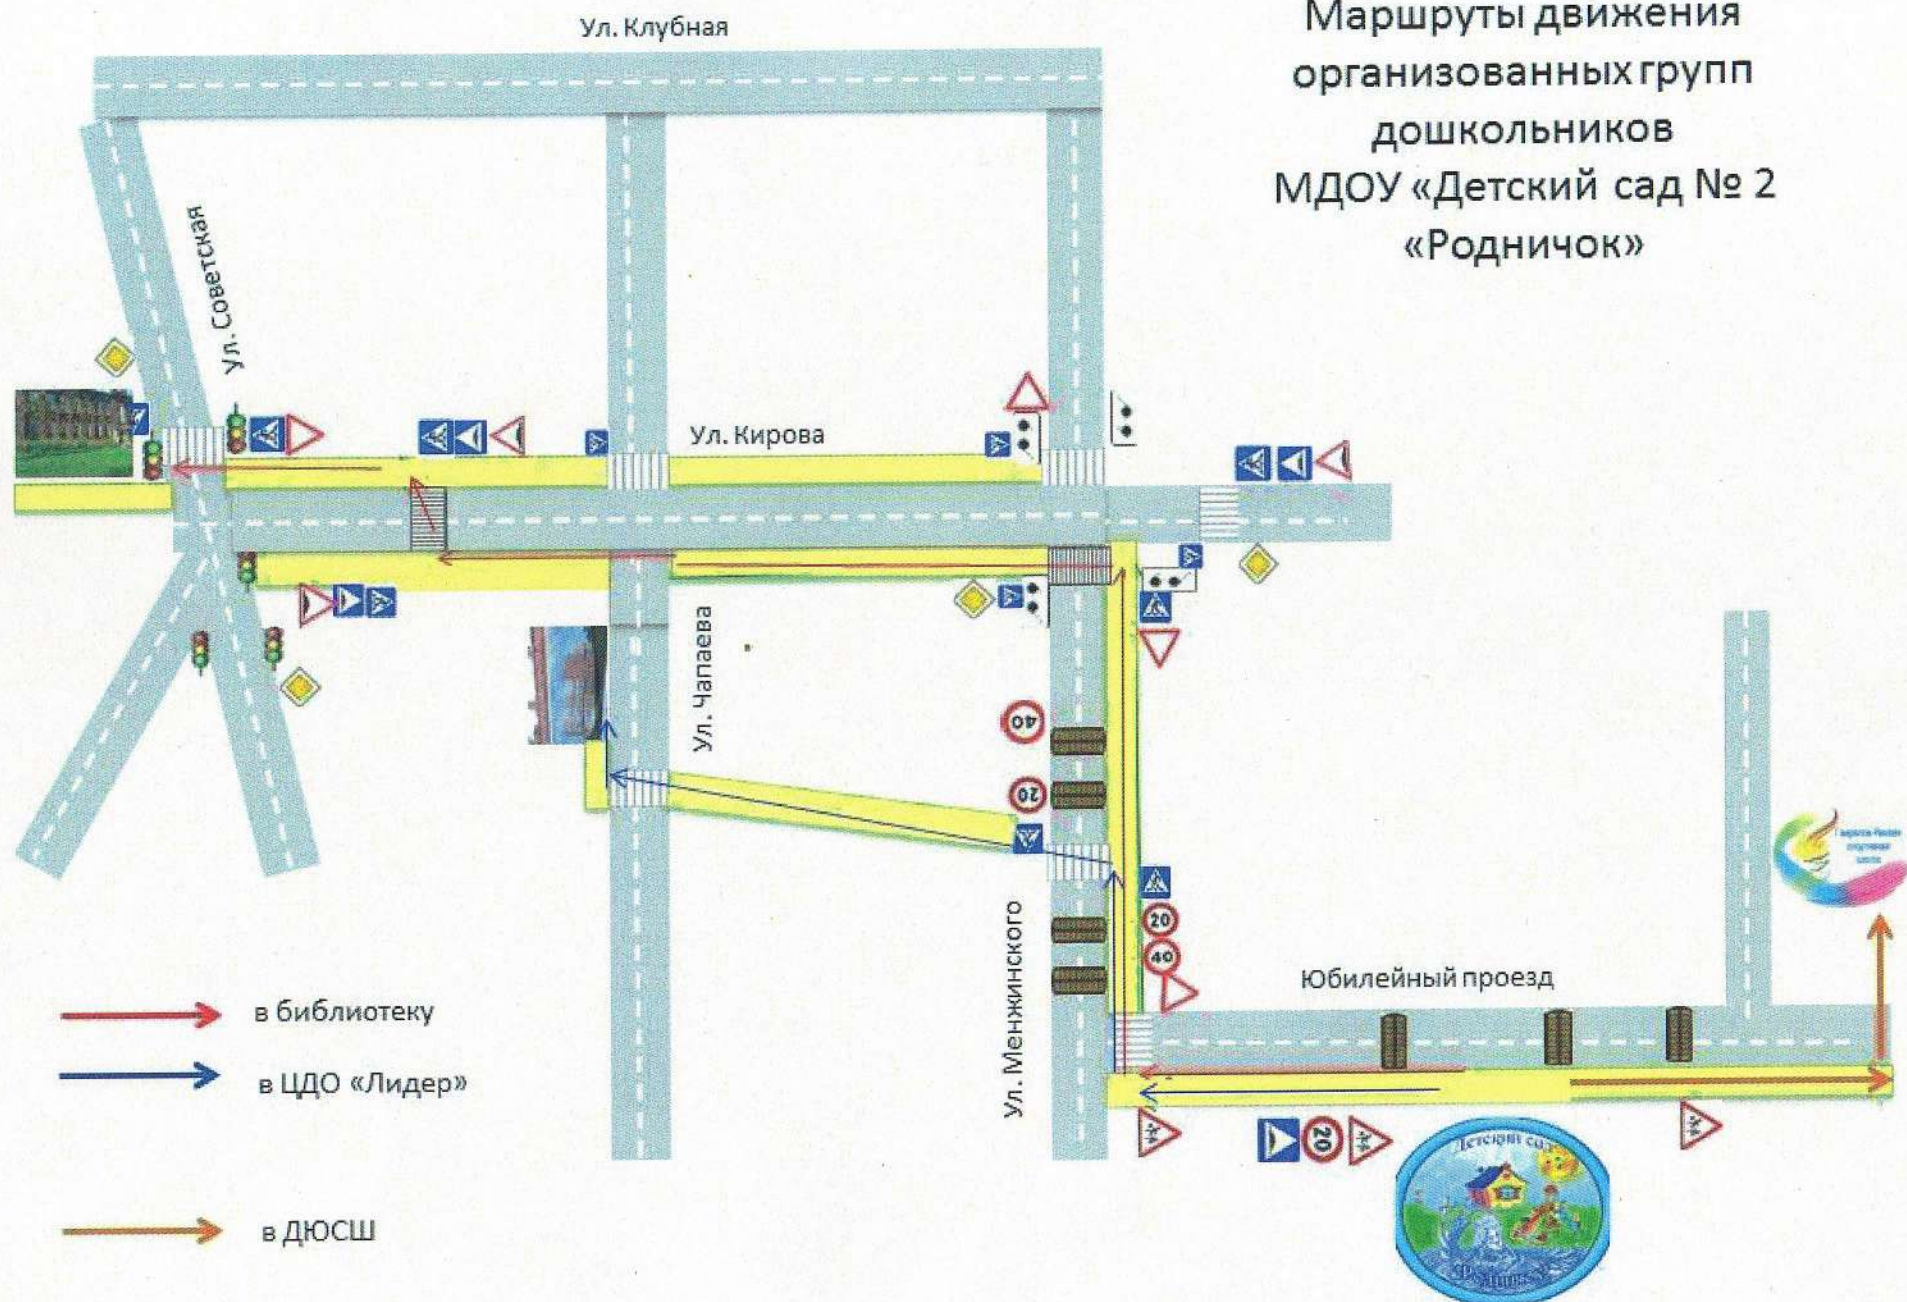 Ул. Клубная
Маршруты движения
организованных групп
дошкольников
МДОУ «Детский сад № 2
«Родничок»
Ул. Советская
Ул. Кирова
Ул. Чапаева
40
20
Ул. Менжинского
20
40
Юбилейный проезд
20
в библиотеку
в ЦДО «Лидер»
в ДЮСШ
Детский сад